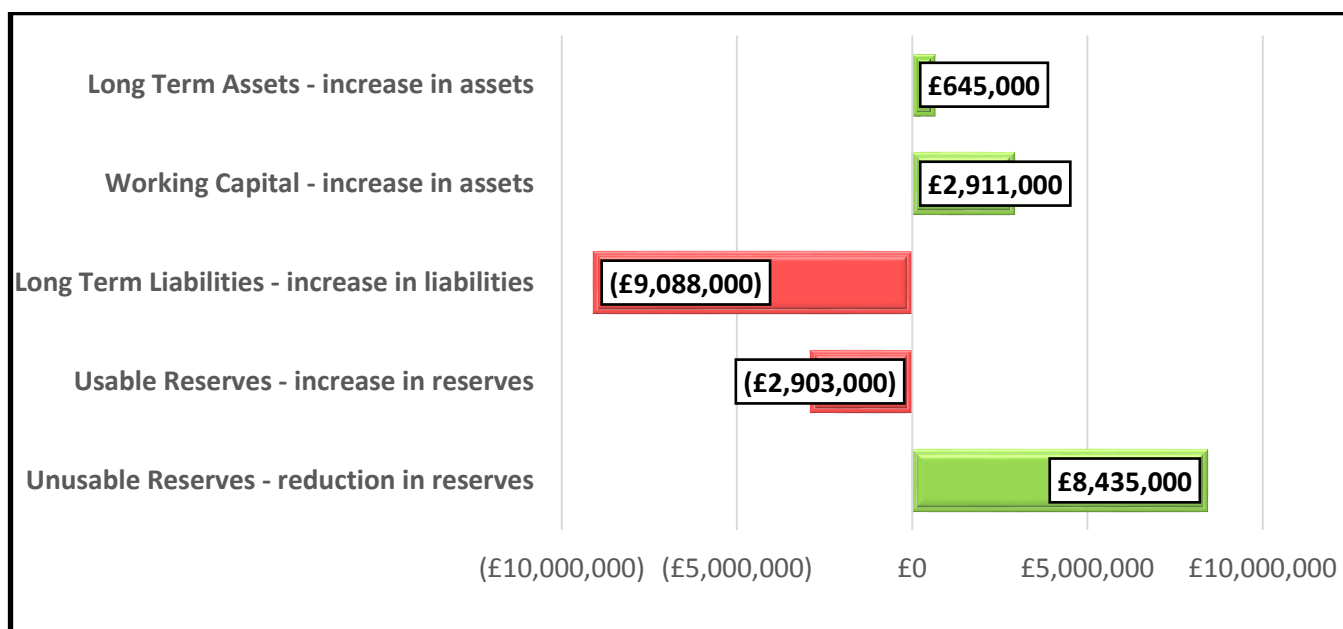 Long Term Assets - increase in assets
£645,000
Working Capital - increase in assets
£2,911,000
Long Term Liabilities - increase in liabilities
(£9,088,000)
Usable Reserves - increase in reserves
(£2,903,000)
Unusable Reserves - reduction in reserves
£8,435,000
(£10,000,000) (£5,000,000) £0 £5,000,000 £10,000,000